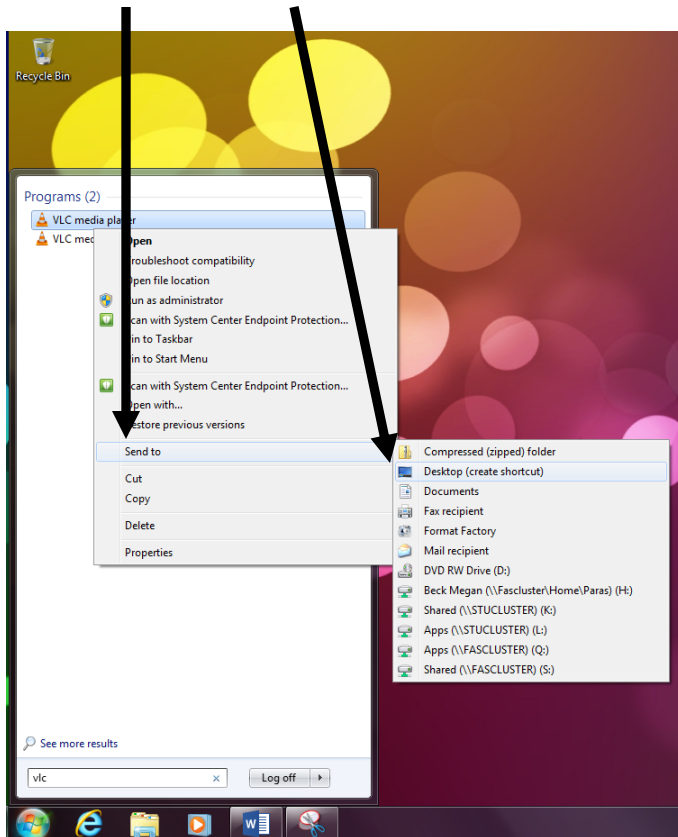 Recycle Bin
Programs (2)
VLC media player
VLC med
Open
Troubleshoot compatibility
Open file location
Run as administrator
Scan with System Center Endpoint Protection...
Pin to Taskbar
Pin to Start Menu
Scan with System Center Endpoint Protection...
Open with...
Restore previous versions
Send to
Cut
Copy
Delete
Properties
Compressed (zipped) folder
Desktop (create shortcut)
Documents
Fax recipient
Format Factory
Mail recipient
DVD RW Drive (D:)
Beck Megan (\\Fascluster\Home\Paras) (H:)
Shared (\\STUCLUSTER) (K:)
Apps (\\STUCLUSTER) (L:)
Apps (\\FASCLUSTER) (Q:)
Shared (\\FASCLUSTER) (S:)
See more results
vlc
Log off